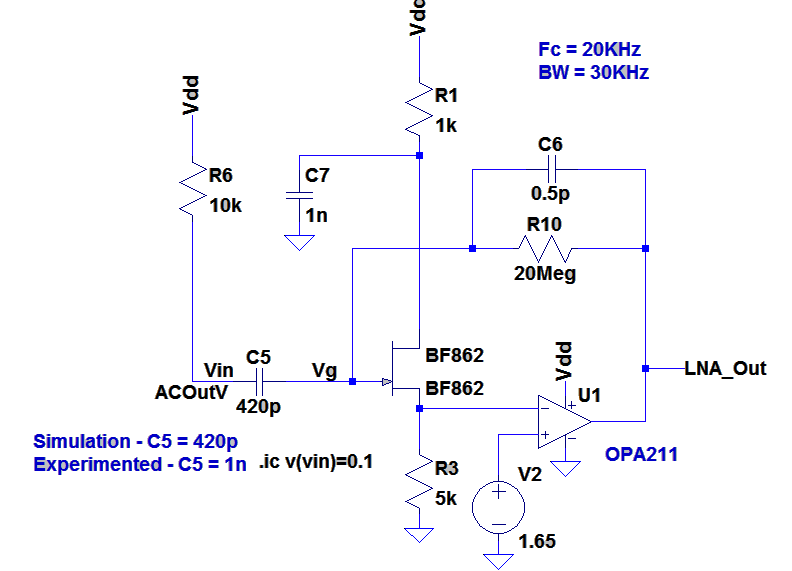 Vdd
Fc = 20KHz
BW = 30KHz
Vdd
R1
1k
C6
0.5p
R6
10k
C7
1n
R10
20Meg
BF862
BF862
Vin
C5
Vg
ACOutV
420p
Vdd
U1
LNA_Out
Simulation - C5 = 420p
Experimented - C5 = 1n
.ic v(vin)=0.1
R3
5k
V2
OPA211
1.65